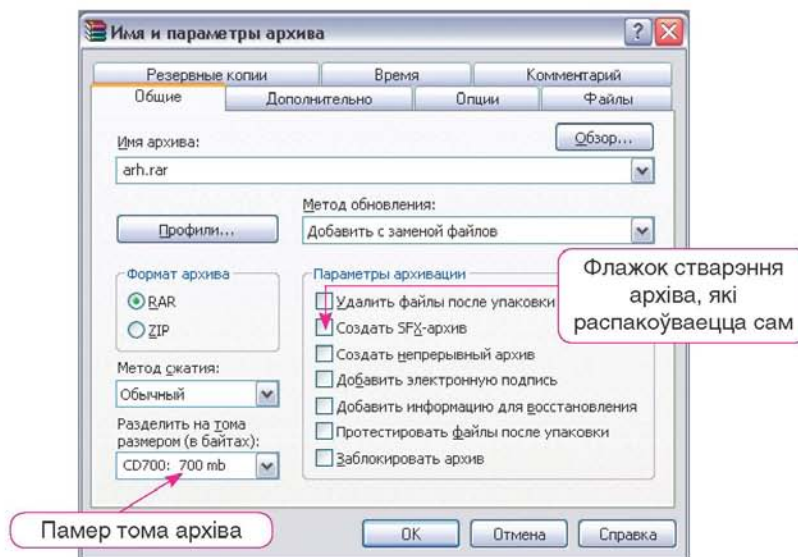 Имя и параметры архива
Резервные копии
Время
Комментарий
Общие
Дополнительно
Опции
Файлы
Имя архива:
Обзор...
arh.rar
Метод обновления:
Профили...
Добавить с заменой файлов
Формат архива
RAR
ZIP
Метод сжатия:
Обычный
Разделить на тома
размером (в байтах):
CD700: 700 mb
Параметры архивации
Удалить файлы после упаковки
Создать SFX-архив
Создать непрерывный архив
Добавить электронную подпись
Добавить информацию для восстановления
Протестировать файлы после упаковки
Заблокировать архив
Флажок стварэння
архіва, які
распакоўваецца сам
Памер тома архіва
OK
Отмена
Справка